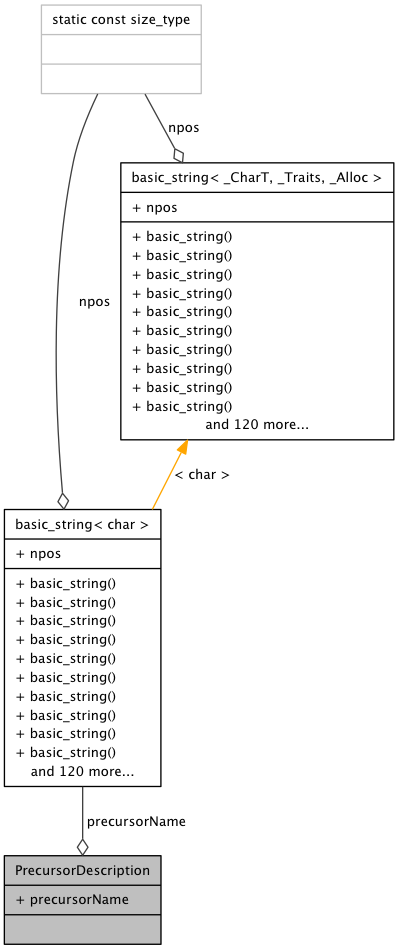 static const size_type
npos
basic_string< _CharT, _Traits, _Alloc >
+ npos
+ basic_string()
+ basic_string()
+ basic_string()
+ basic_string()
+ basic_string()
+ basic_string()
+ basic_string()
+ basic_string()
+ basic_string()
+ basic_string()
and 120 more...
npos
< char >
basic_string< char >
+ npos
+ basic_string()
+ basic_string()
+ basic_string()
+ basic_string()
+ basic_string()
+ basic_string()
+ basic_string()
+ basic_string()
+ basic_string()
+ basic_string()
and 120 more...
precursorName
PrecursorDescription
+ precursorName